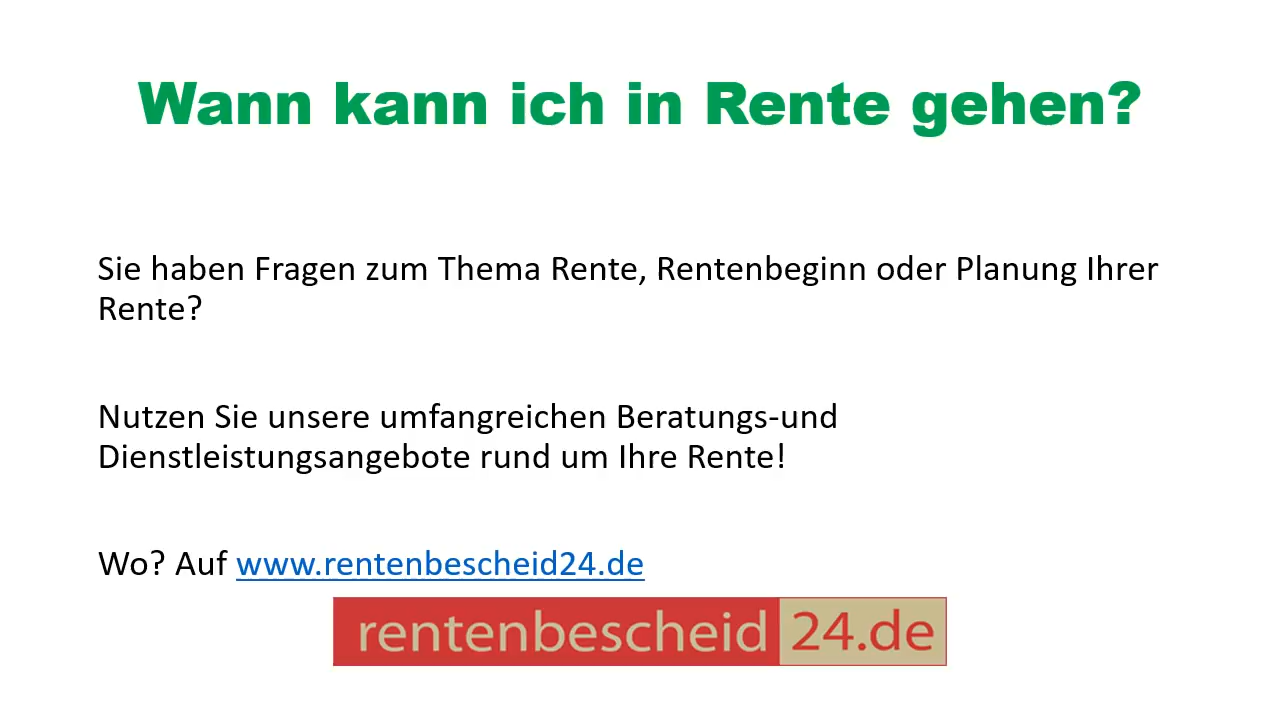 Wann kann ich in Rente gehen?
Sie haben Fragen zum Thema Rente, Rentenbeginn oder Planung Ihrer
Rente?
Nutzen Sie unsere umfangreichen Beratungs-und
Dienstleistungsangebote rund um Ihre Rente!
Wo? Auf www.rentenbescheid24.de
rentenbescheid 24.de